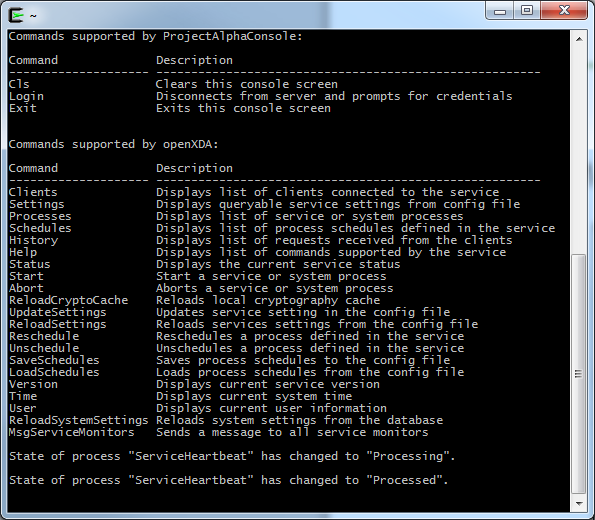 ~
Commands supported by ProjectAlphaConsole:
Command Description
------------------- ----------------------------------------------------
Cls Clears this console screen
Login Disconnects from server and prompts for credentials
Exit Exits this console screen
Commands supported by openXDA:
Command Description
------------------- ----------------------------------------------------
Clients Displays list of clients connected to the service
Settings Displays queryable service settings from config file
Processes Displays list of service or system processes
Schedules Displays list of process schedules defined in the service
History Displays list of requests received from the clients
Help Displays list of commands supported by the service
Status Displays the current service status
Start Start a service or system process
Abort Aborts a service or system process
ReloadCryptoCache Reloads local cryptography cache
UpdateSettings Updates service setting in the config file
ReloadSettings Reloads services settings from the config file
Reschedule Reschedules a process defined in the service
Unschedule Unschedules a process defined in the service
SaveSchedules Saves process schedules to the config file
LoadSchedules Loads process schedules from the config file
Version Displays current service version
Time Displays current system time
User Displays current user information
ReloadSystemSettings Reloads system settings from the database
MsgServiceMonitors Sends a message to all service monitors
State of process "ServiceHeartbeat" has changed to "Processing".
State of process "ServiceHeartbeat" has changed to "Processed".